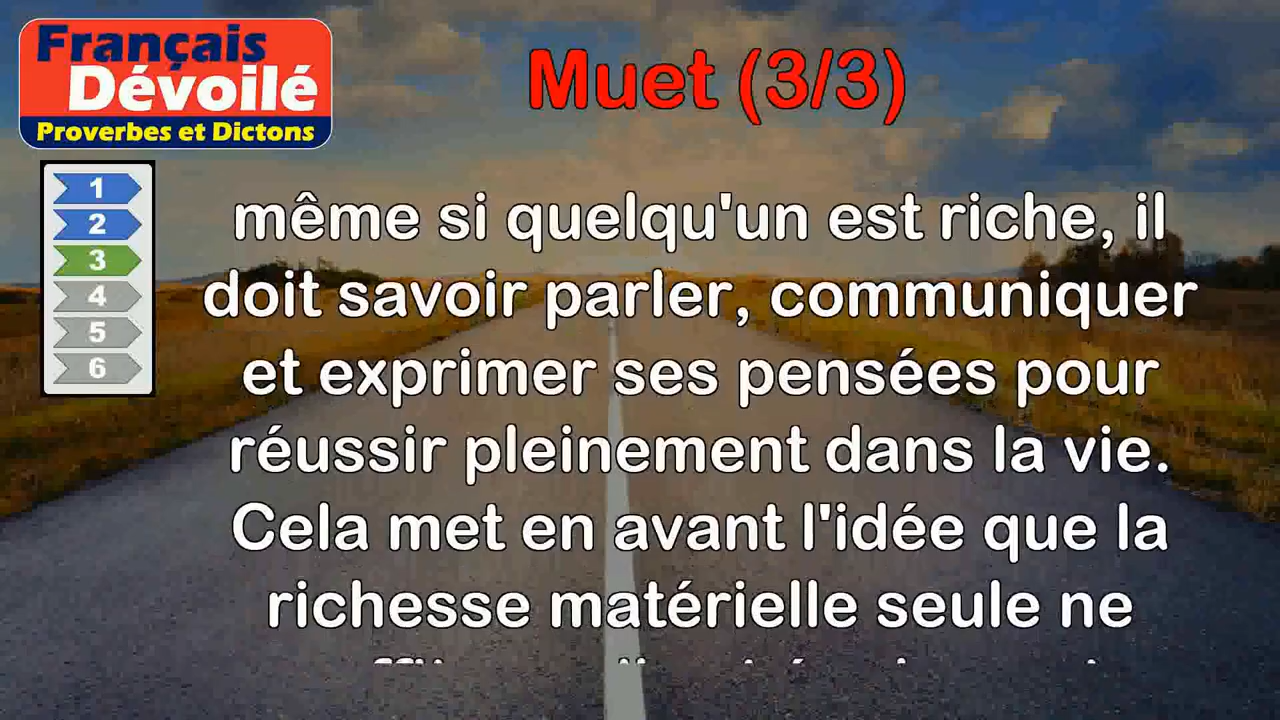 Français
Dévoilé
Proverbes et Dictons
Muet (3/3)
1
2
3
4
5
6
même si quelqu'un est riche, il
doit savoir parler, communiquer
et exprimer ses pensées pour
réussir pleinement dans la vie.
Cela met en avant l'idée que la
richesse matérielle seule ne